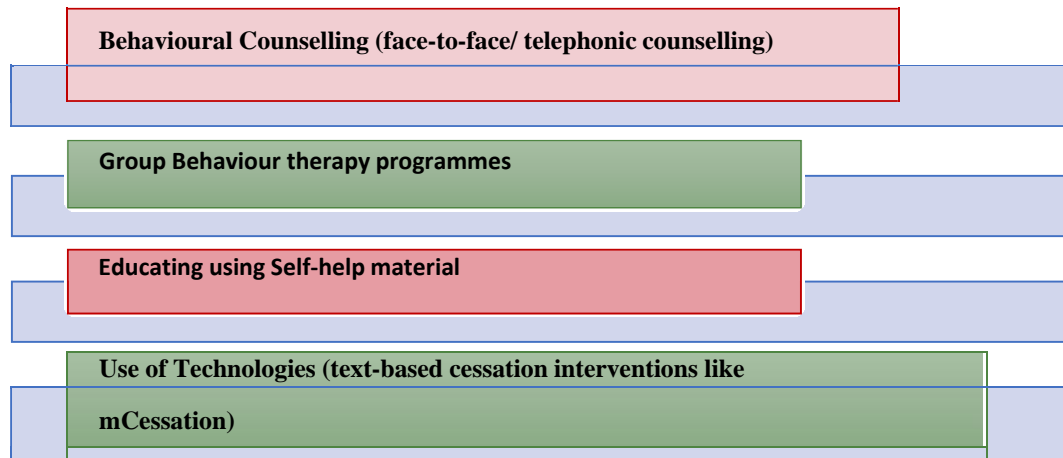 Behavioural Counselling (face-to-face/ telephonic counselling)
Group Behaviour therapy programmes
Educating using Self-help material
Use of Technologies (text-based cessation interventions like
mCessation)